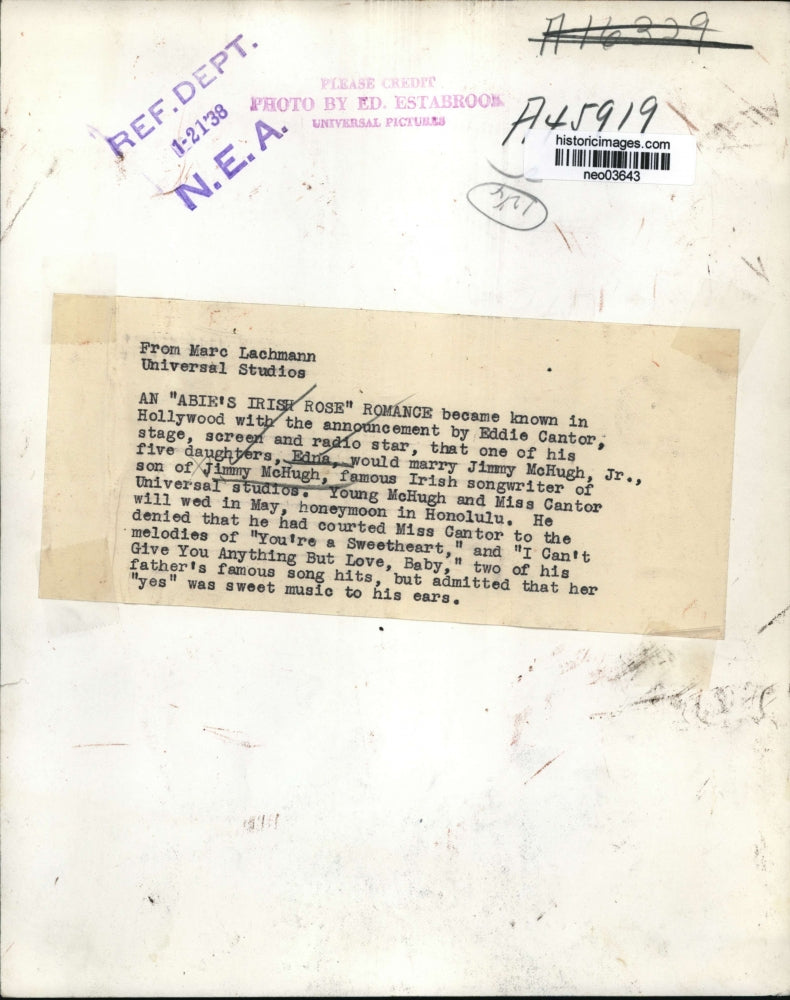 A 16329
REF. DEPT.
1-21'38
N. E. A.
PLEASE CREDIT
PHOTO BY ED. ESTABROOK
UNIVERSAL PICTURES
A45919
historicimages.com
neo03643
From Marc Lachmann
Universal Studios
AN "ABIE'S IRISH ROSE" ROMANCE became known in
Hollywood with the announcement by Eddie Cantor,
stage, screen and radio star, that one of his
five daughters, Edna, would marry Jimmy McHugh, Jr.,
son of Jimmy McHugh, famous Irish songwriter of
Universal studios. Young McHugh and Miss Cantor
will wed in May, honeymoon in Honolulu. He
denied that he had courted Miss Cantor to the
melodies of "You're a Sweetheart," and "I Can't
Give You Anything But Love, Baby," two of his
father's famous song hits, but admitted that her
"yes" was sweet music to his ears.